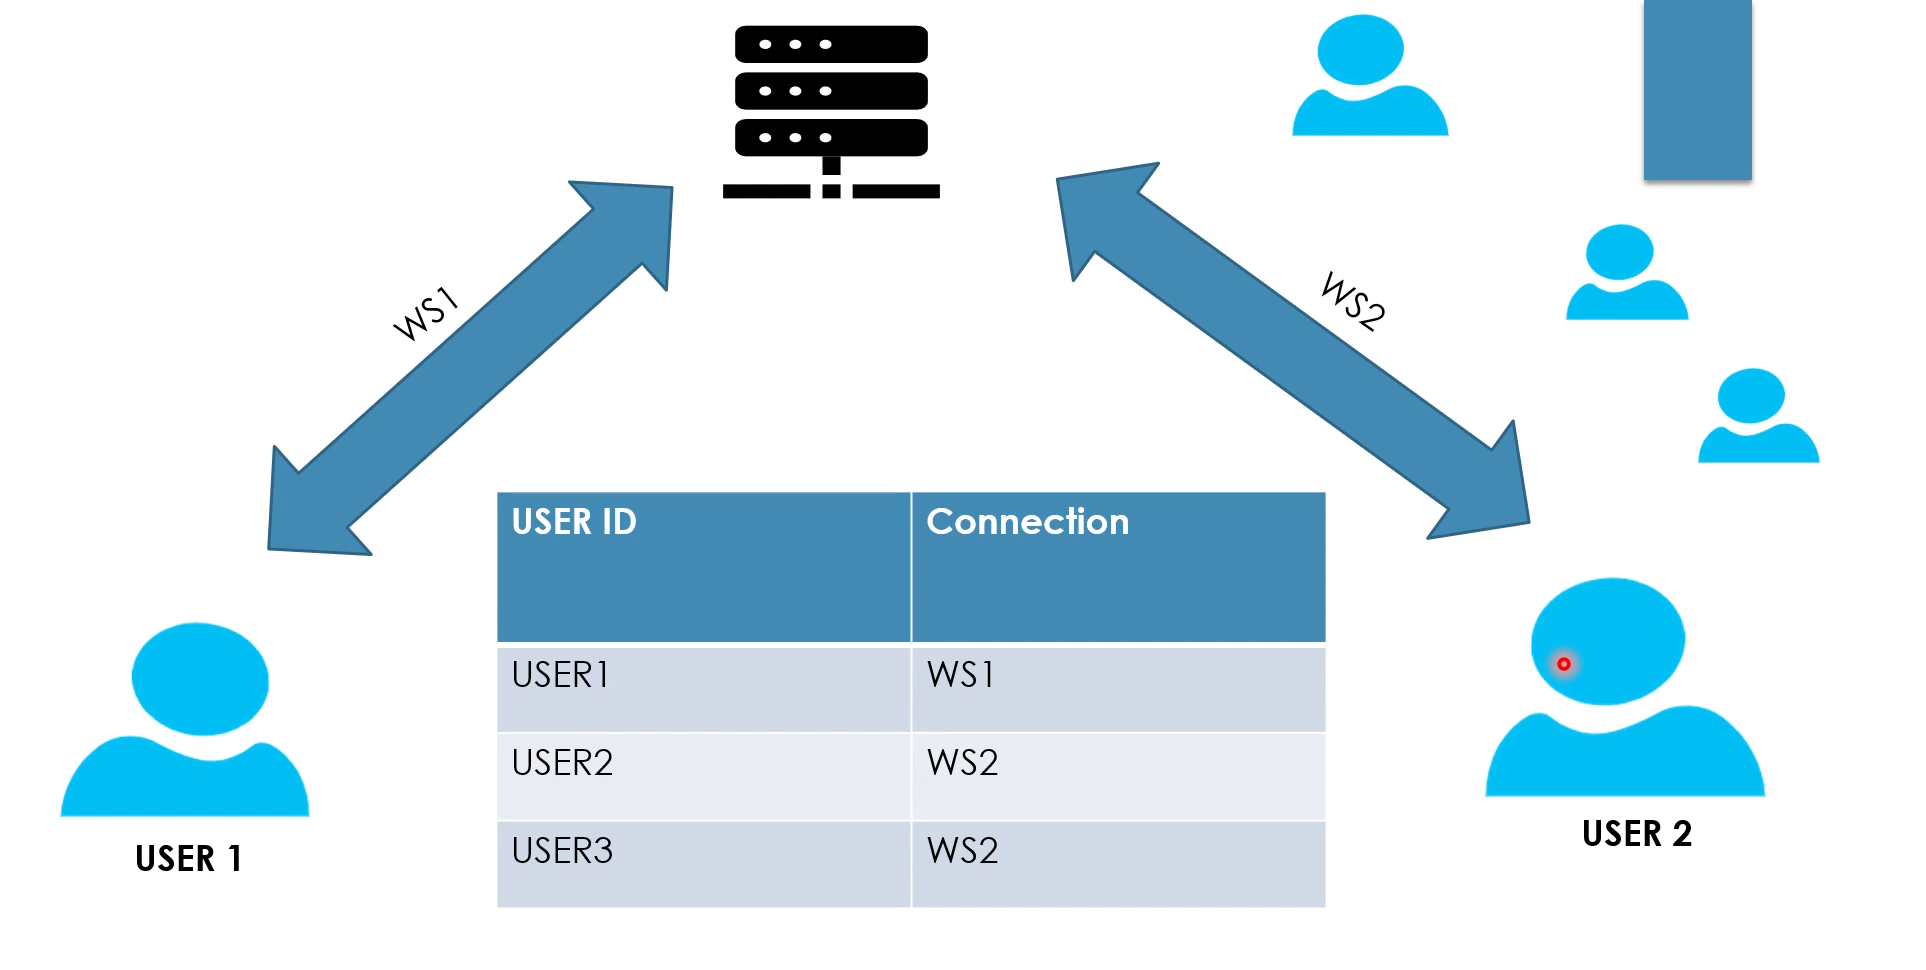 WS1
WS2
USER ID Connection
USER1 WS1
USER2 WS2
USER3 WS2
USER 1
USER 2